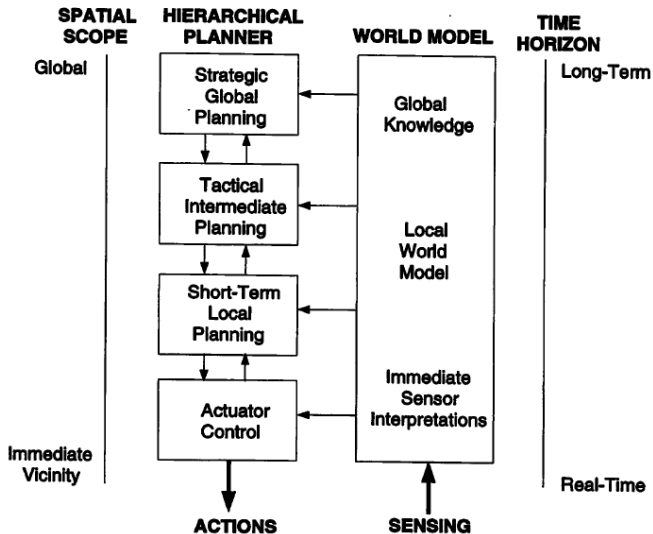 SPATIAL
SCOPE
HIERARCHICAL
PLANNER
WORLD MODEL
TIME
HORIZON
Global
Long-Term
Strategic
Global
Planning
Global
Knowledge
Tactical
Intermediate
Planning
Local
World
Model
Short-Term
Local
Planning
Immediate
Sensor
Interpretations
Actuator
Control
Immediate
Vicinity
Real-Time
ACTIONS
SENSING